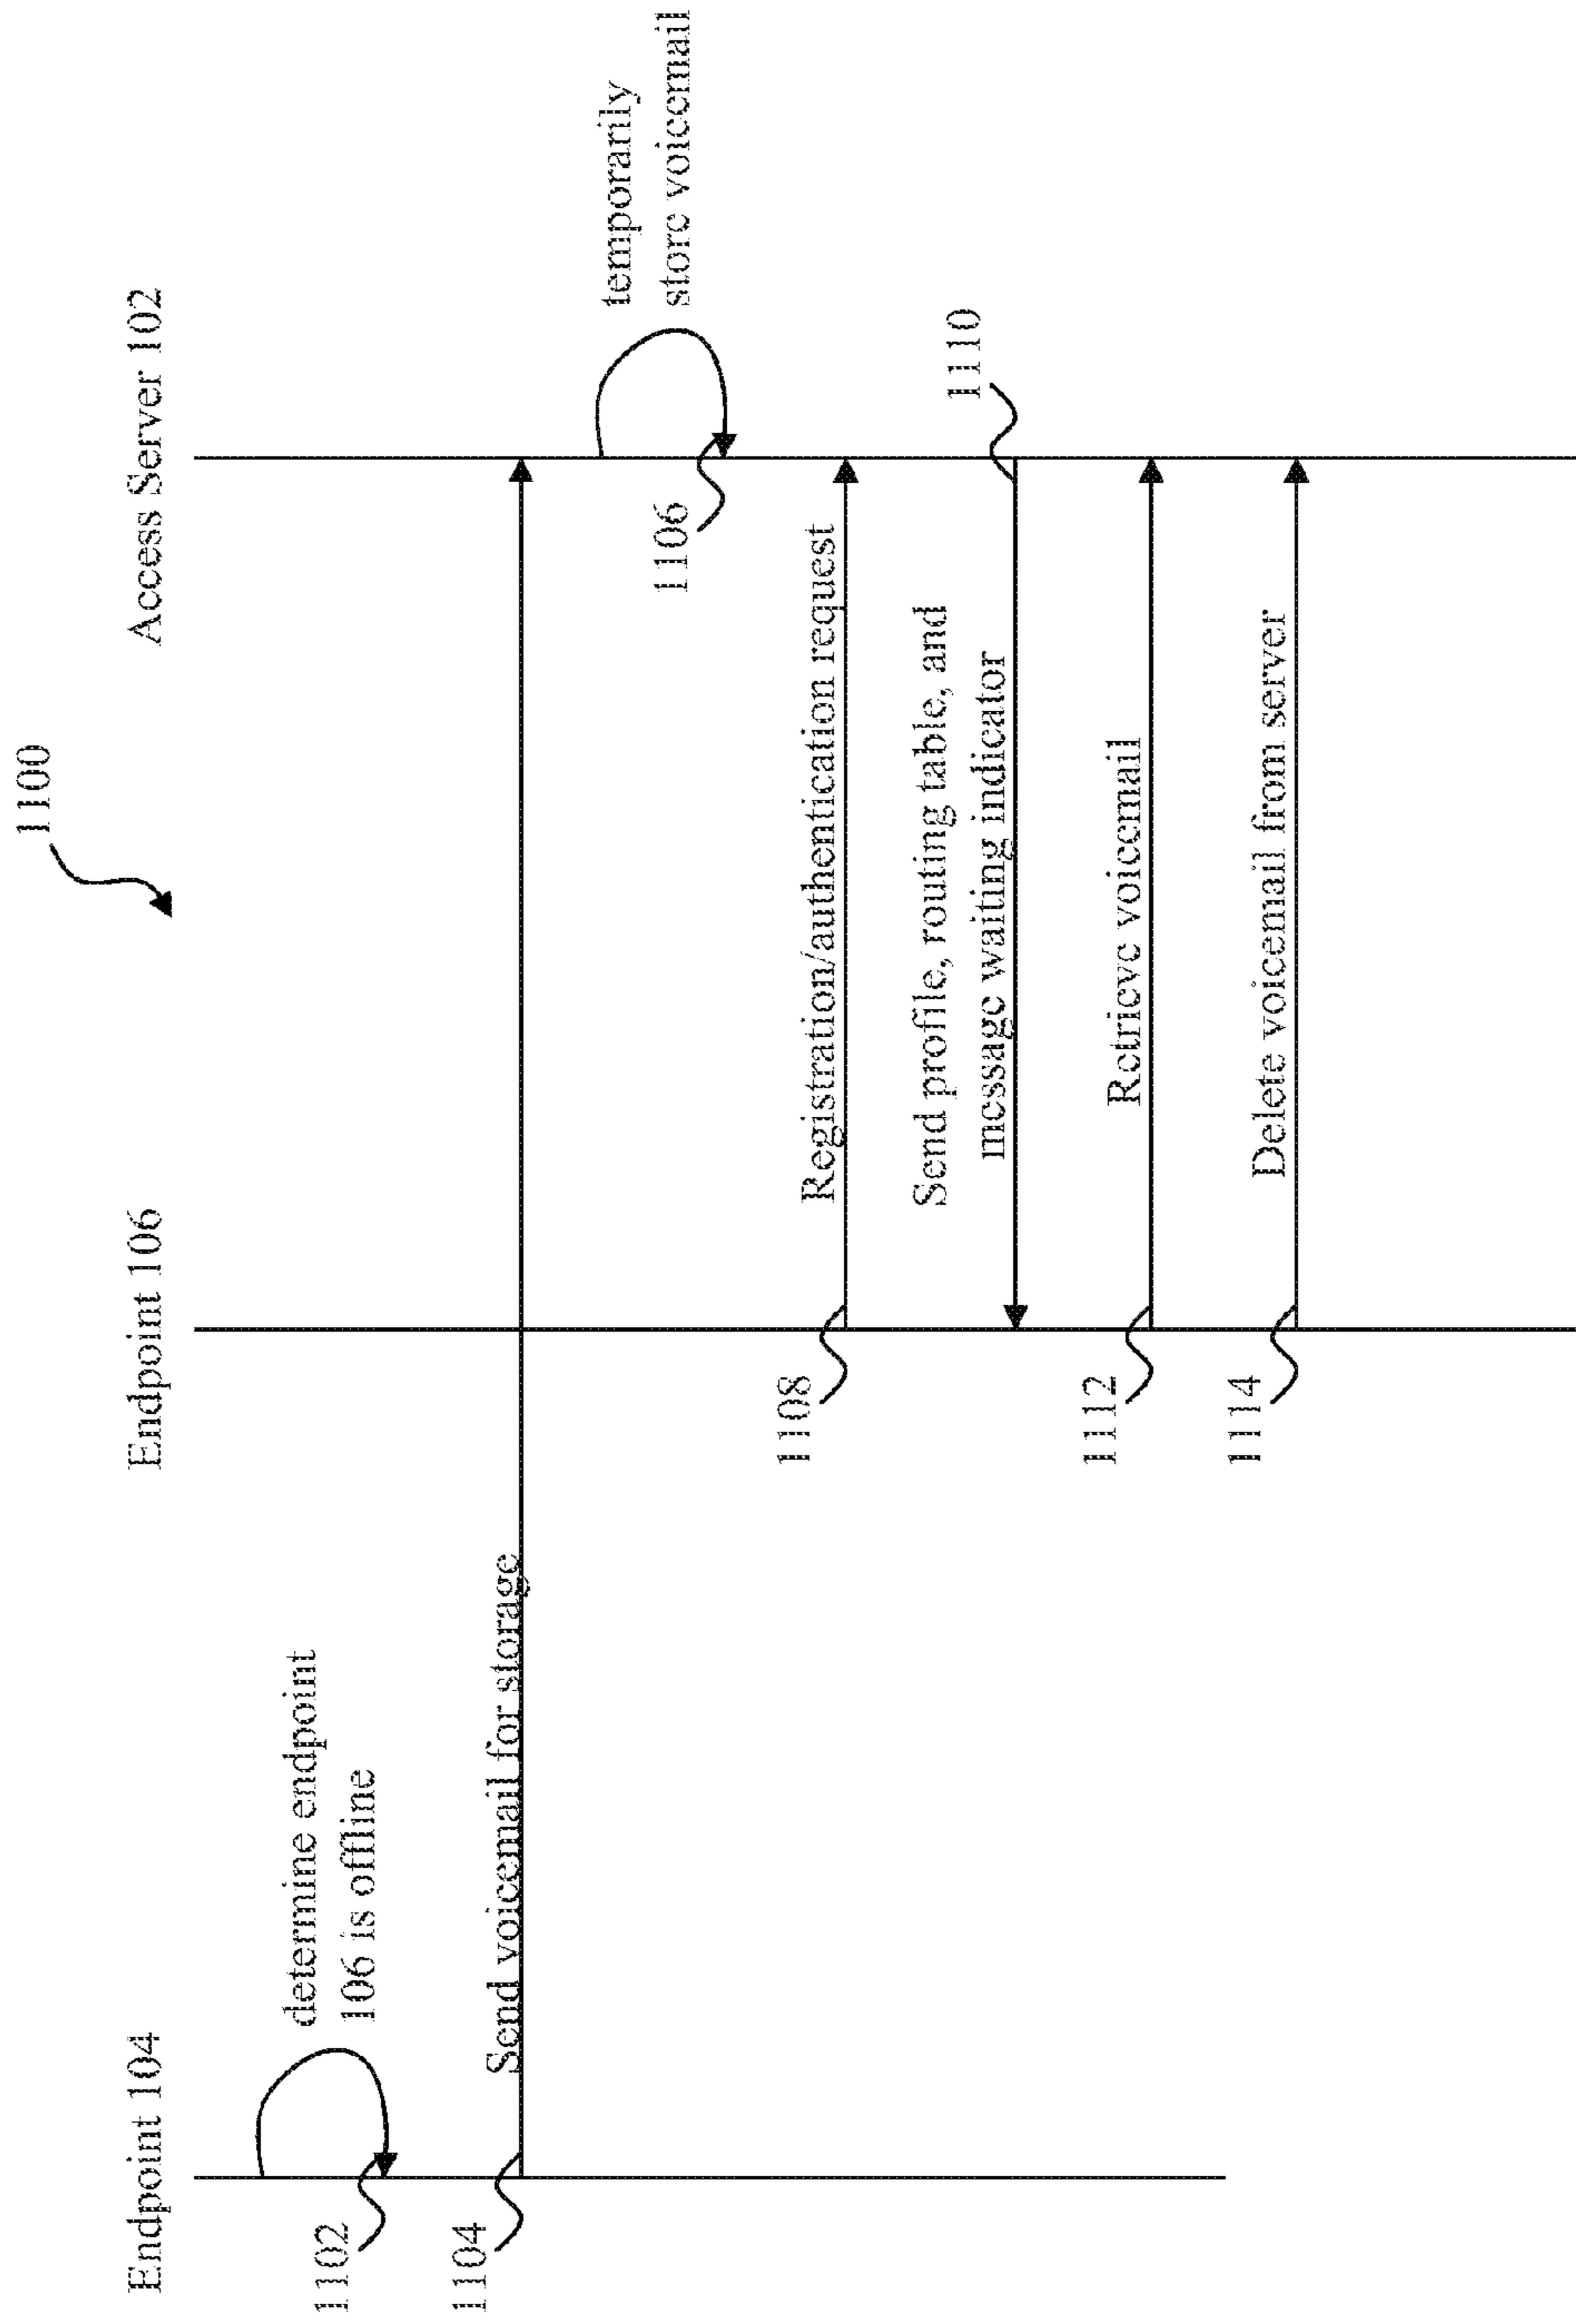 1100
Endpoint 104
Endpoint 106
Access Server 102
determine endpoint
106 is offline
1102
Send voicemail for storage
1104
temporarily
store voicemail
1106
Registration/authentication request
1108
Send profile, routing table, and
message waiting indicator
1110
Retrieve voicemail
1112
Delete voicemail from server
1114